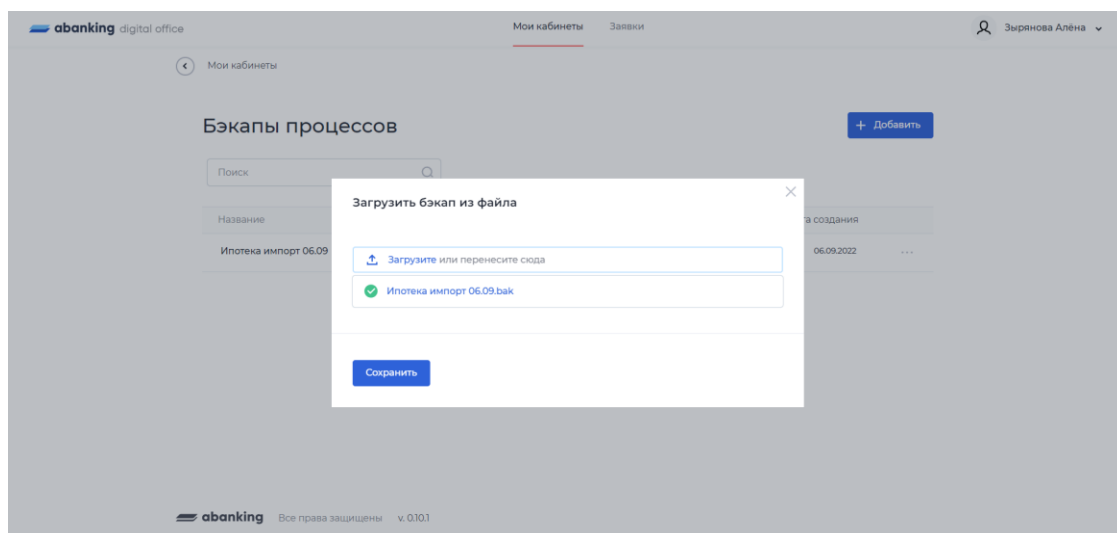 abanking digital office
Мои кабинеты
Заявки
Зырянова Алёна
Мои кабинеты
Бэкапы процессов
+ Добавить
Поиск
Загрузить бэкап из файла
Название
а создания
Ипотека импорт 06.09
06.09.2022
...
Загрузите или перенесите сюда
Ипотека импорт 06.09.bak
Сохранить
abanking Все права защищены v. 0.10.1